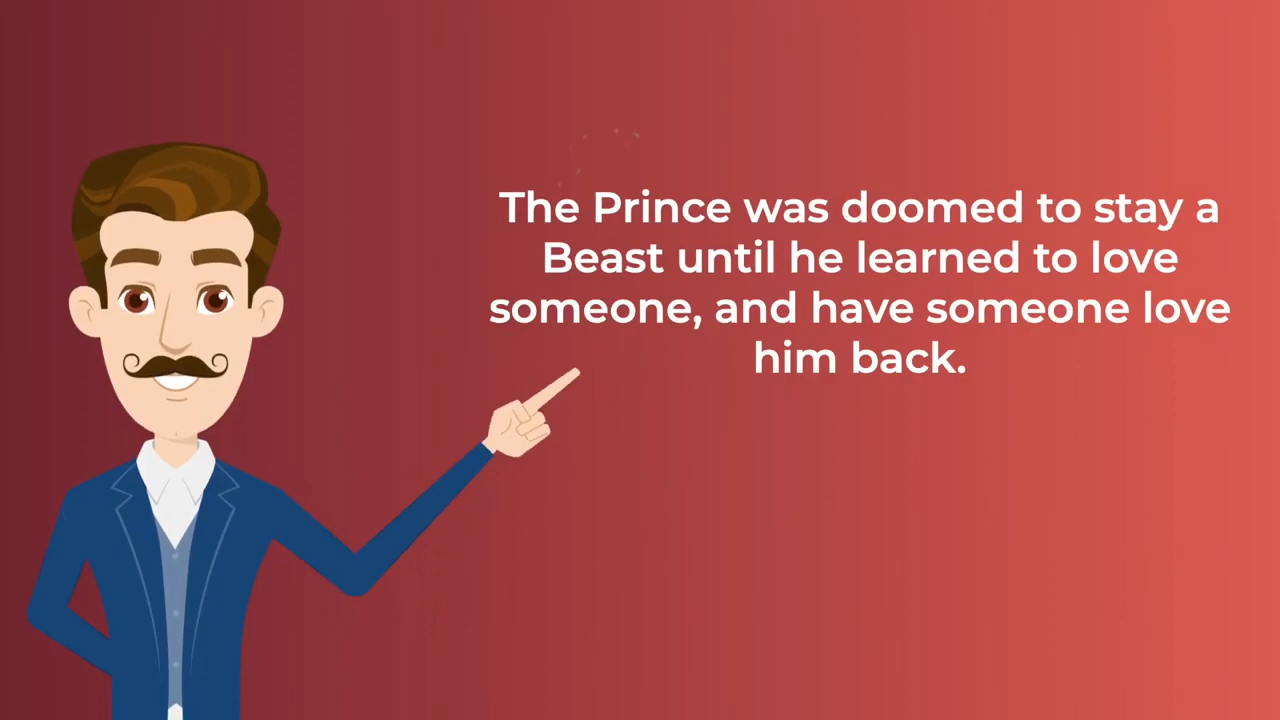 The Prince was doomed to stay a
Beast until he learned to love
someone, and have someone love
him back.